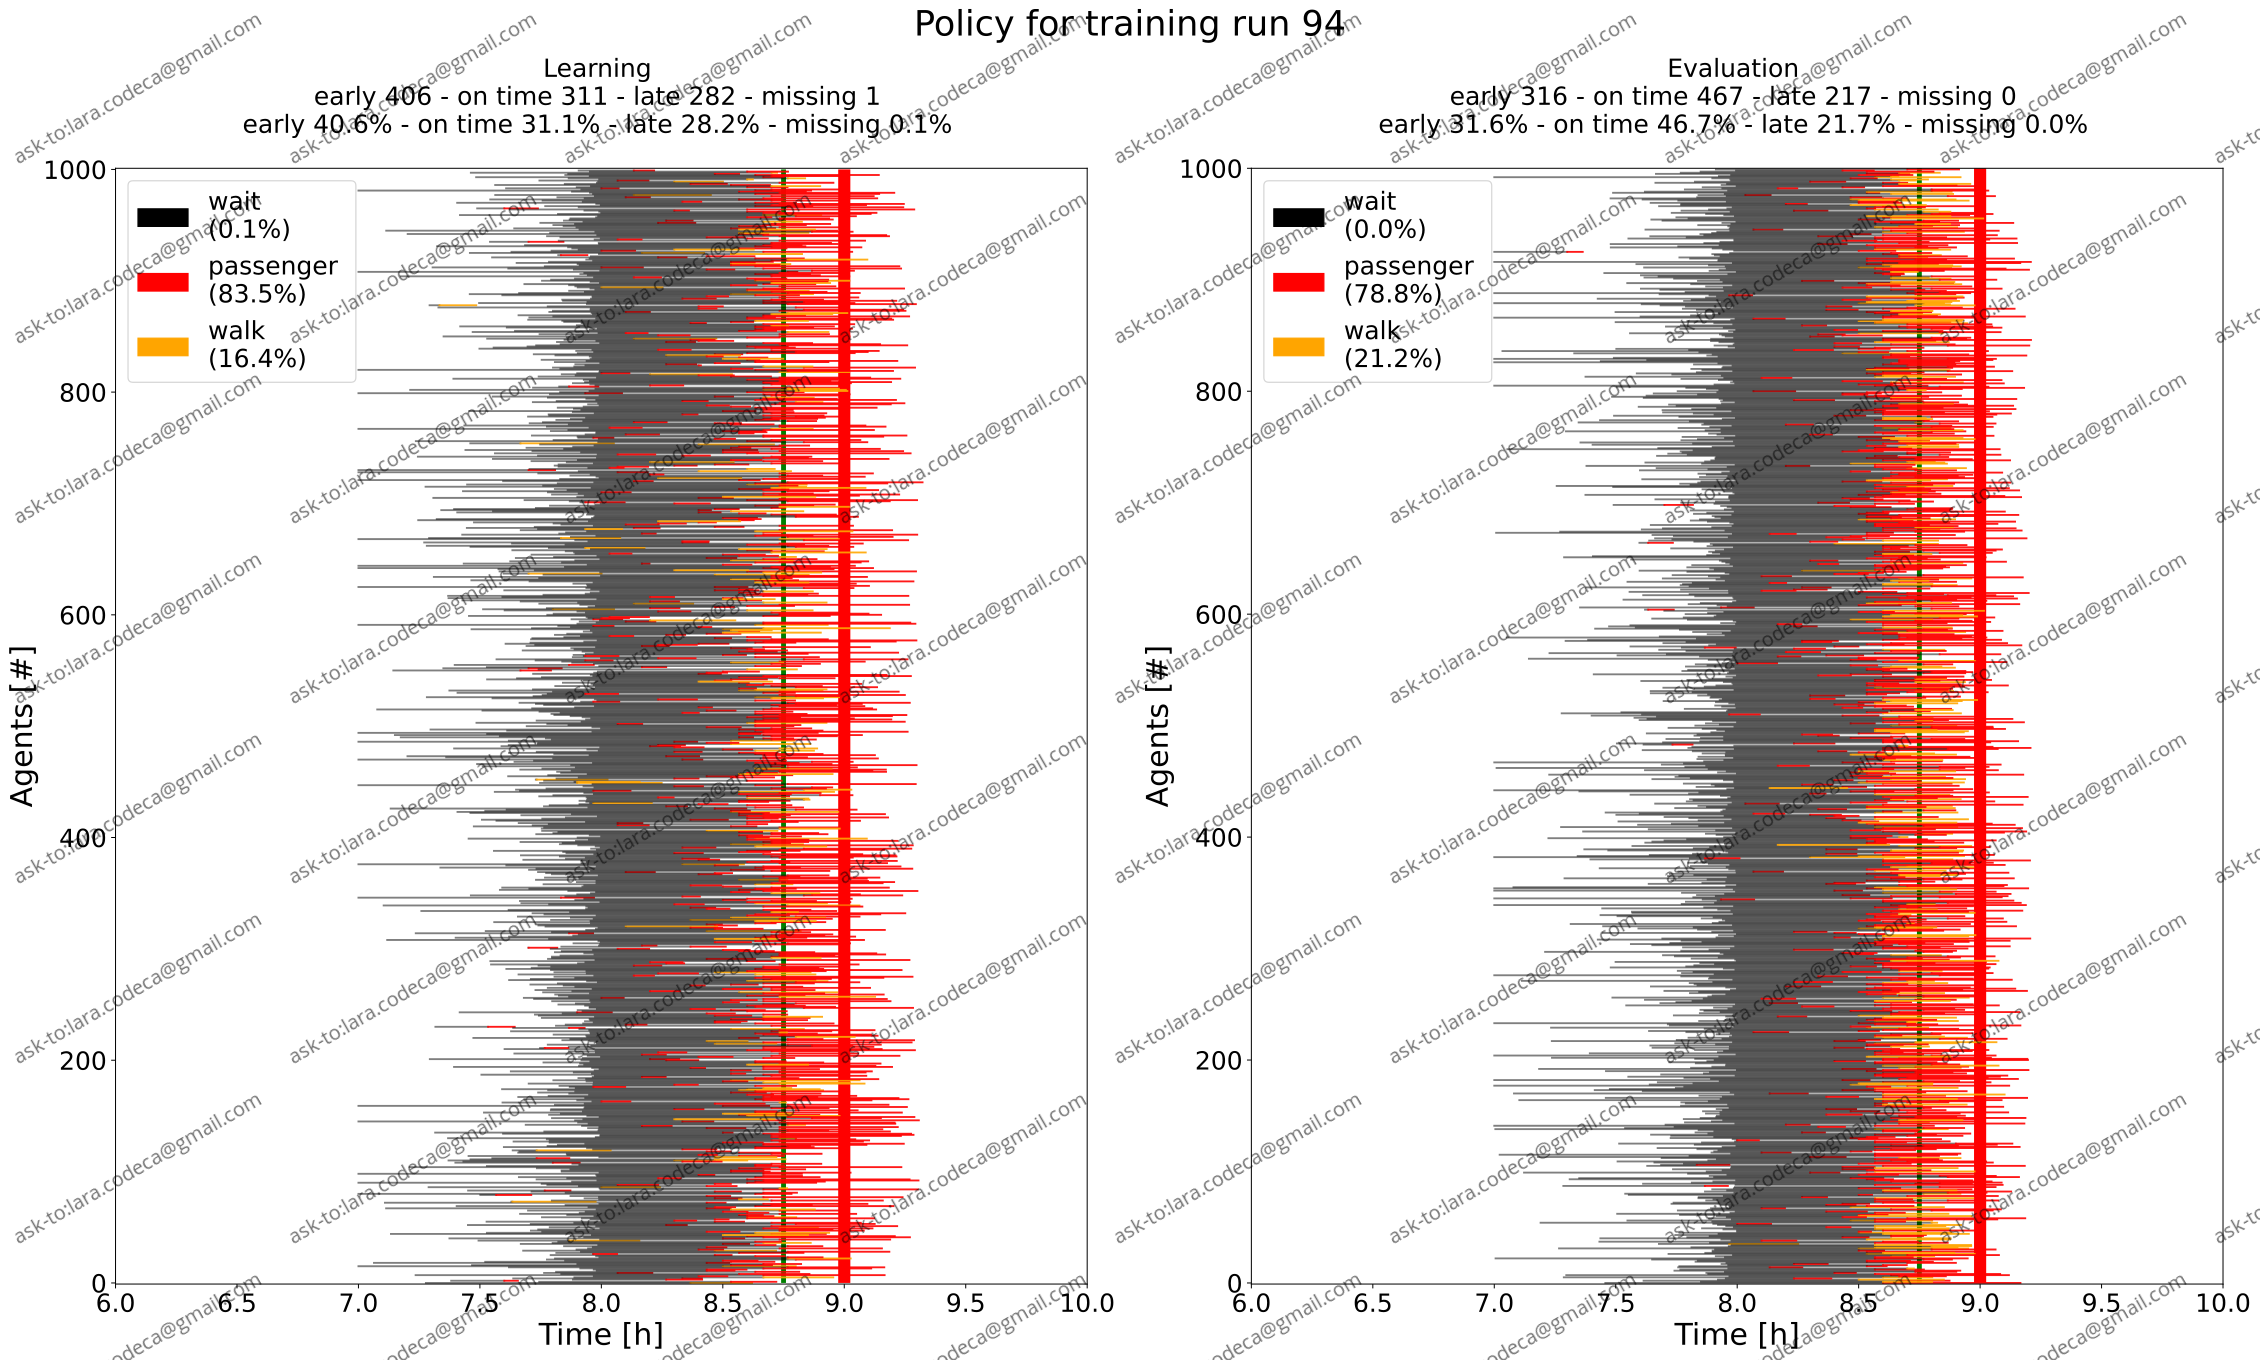 Policy for training run 94
Learning
early 406 - on time 311 - late 282 - missing 1
early 40.6% - on time 31.1% - late 28.2% - missing 0.1%
Evaluation
early 316 - on time 467 - late 217 - missing 0
early 31.6% - on time 46.7% - late 21.7% - missing 0.0%
wait
(0.1%)
passenger
(83.5%)
walk
(16.4%)
wait
(0.0%)
passenger
(78.8%)
walk
(21.2%)
Agents [#]
1000
800
600
400
200
0
6.0 6.5 7.0 7.5 8.0 8.5 9.0 9.5 10.0
Time [h]
Agents [#]
1000
800
600
400
200
0
6.0 6.5 7.0 7.5 8.0 8.5 9.0 9.5 10.0
Time [h]
ask-to:lara.codeca@gmail.com